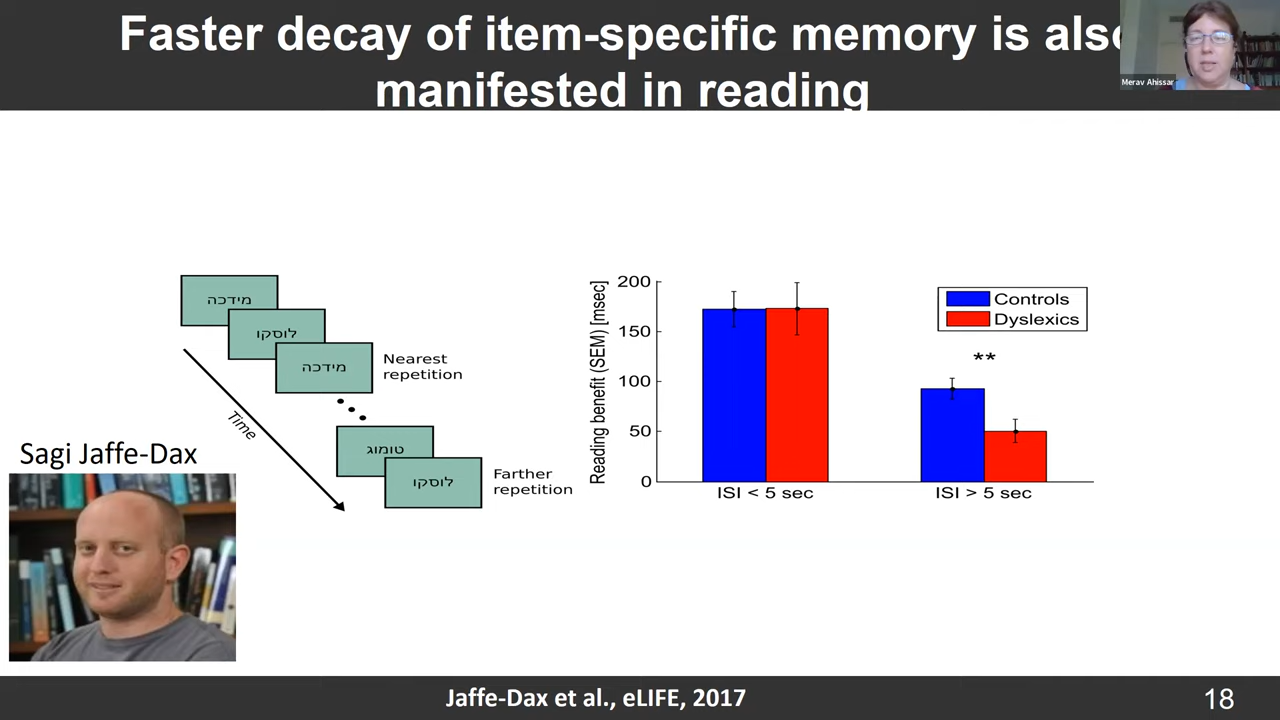 Faster decay of item-specific memory is also
manifested in reading
Merav Ahissar
מידכה
לוסקו
מידכה
Nearest
repetition
Time
טומוג
לוסקו
Farther
repetition
Sagi Jaffe-Dax
Reading benefit (SEM) [msec]
200
150
100
50
0
Controls
Dyslexics
**
ISI < 5 sec
ISI > 5 sec
Jaffe-Dax et al., eLIFE, 2017
18